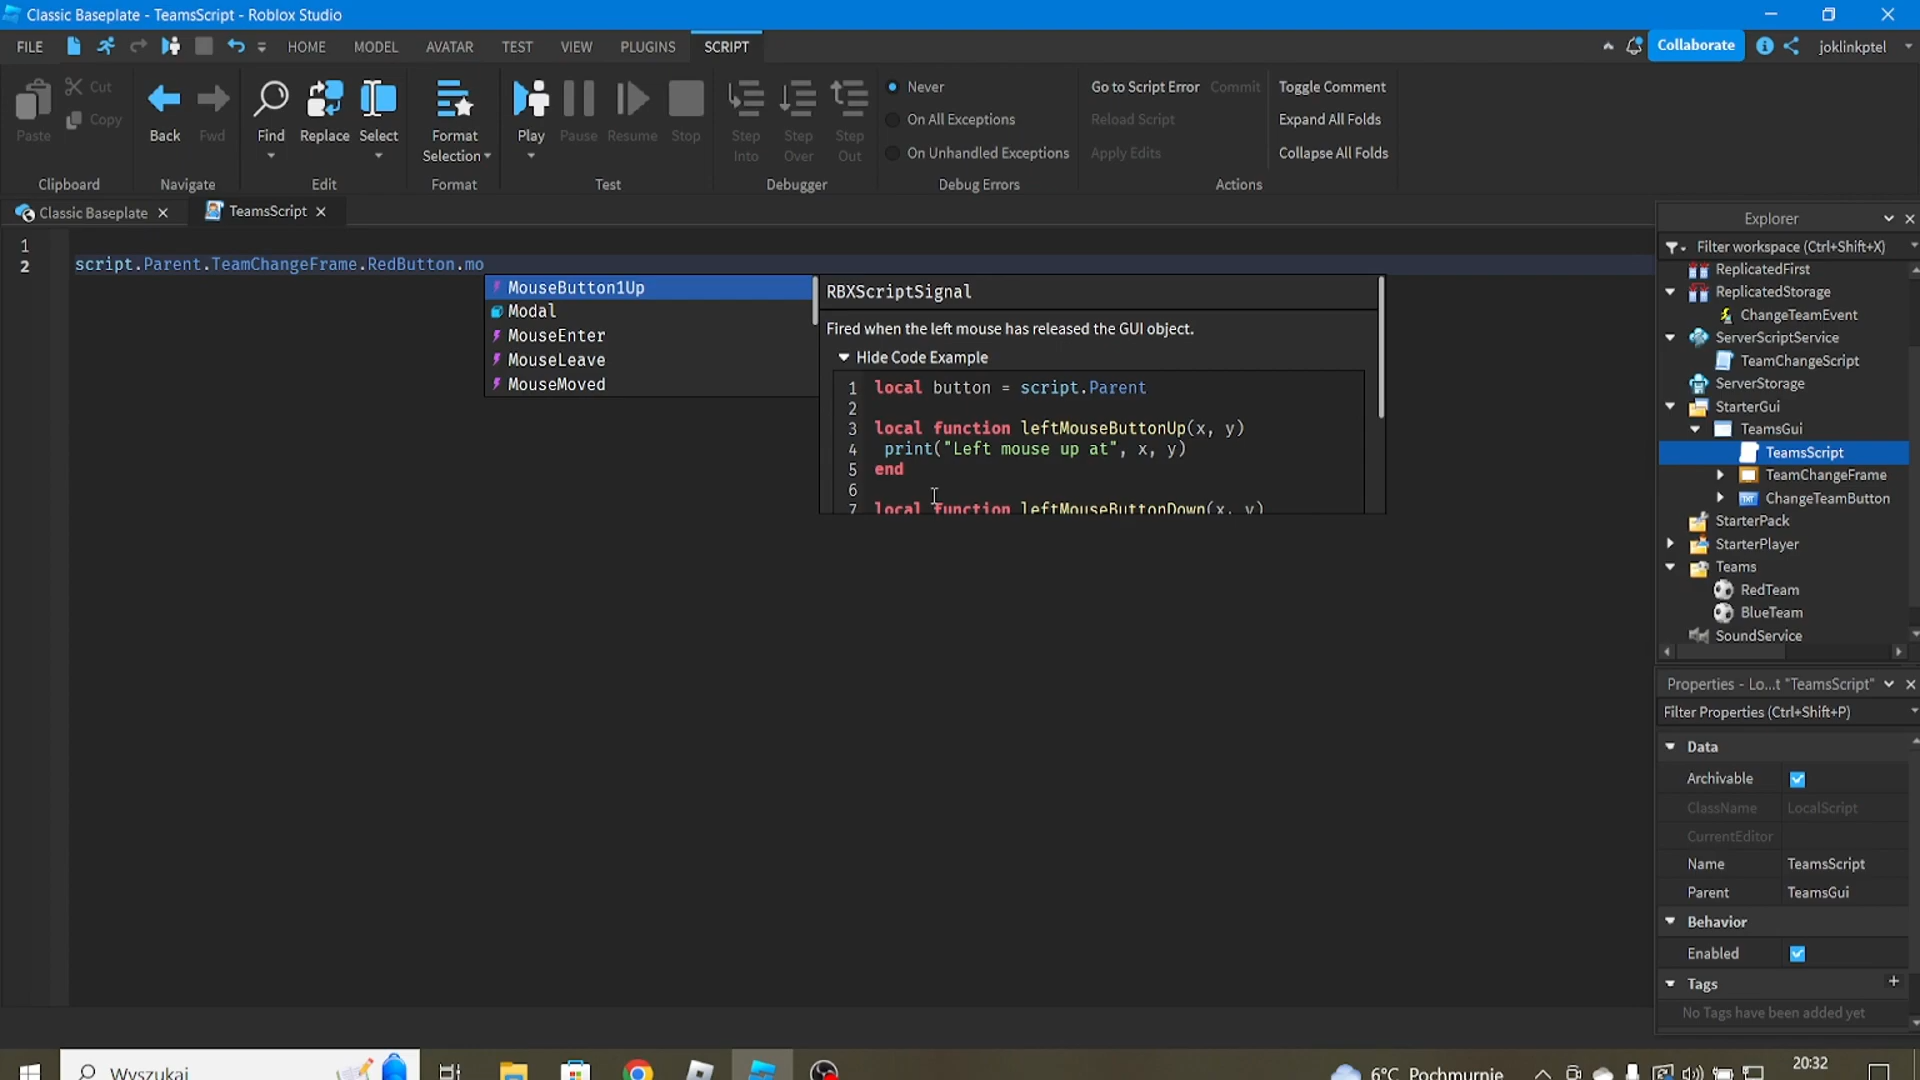 Classic Baseplate - TeamsScript - Roblox Studio
FILE HOME MODEL AVATAR TEST VIEW PLUGINS SCRIPT Collaborate joklinkptel
Paste Cut Copy
Clipboard
Back Fwd
Navigate
Find Replace Select
Edit
Format Selection
Format
Play Pause Resume Stop
Test
Step Into Step Over Step Out
Debugger
Never
On All Exceptions
On Unhandled Exceptions
Debug Errors
Go to Script Error Commit
Reload Script
Apply Edits
Toggle Comment
Expand All Folds
Collapse All Folds
Actions
Classic Baseplate TeamsScript
1
2 script.Parent.TeamChangeFrame.RedButton.mo
MouseButton1Up
Modal
MouseEnter
MouseLeave
MouseMoved
RBXScriptSignal
Fired when the left mouse has released the GUI object.
Hide Code Example
1 local button = script.Parent
2
3 local function leftMouseButtonUp(x, y)
4 print("Left mouse up at", x, y)
5 end
6
7 local function leftMouseButtonDown(x, y)
Explorer
Filter workspace (Ctrl+Shift+X)
ReplicatedFirst
ReplicatedStorage
ChangeTeamEvent
ServerScriptService
TeamChangeScript
ServerStorage
StarterGui
TeamsGui
TeamsScript
TeamChangeFrame
ChangeTeamButton
StarterPack
StarterPlayer
Teams
RedTeam
BlueTeam
SoundService
Properties - Lo...t "TeamsScript"
Filter Properties (Ctrl+Shift+P)
Data
Archivable
ClassName LocalScript
CurrentEditor
Name TeamsScript
Parent TeamsGui
Behavior
Enabled
Tags
No Tags have been added yet
Wyszukaj
6°C Pochmurnie
20:32